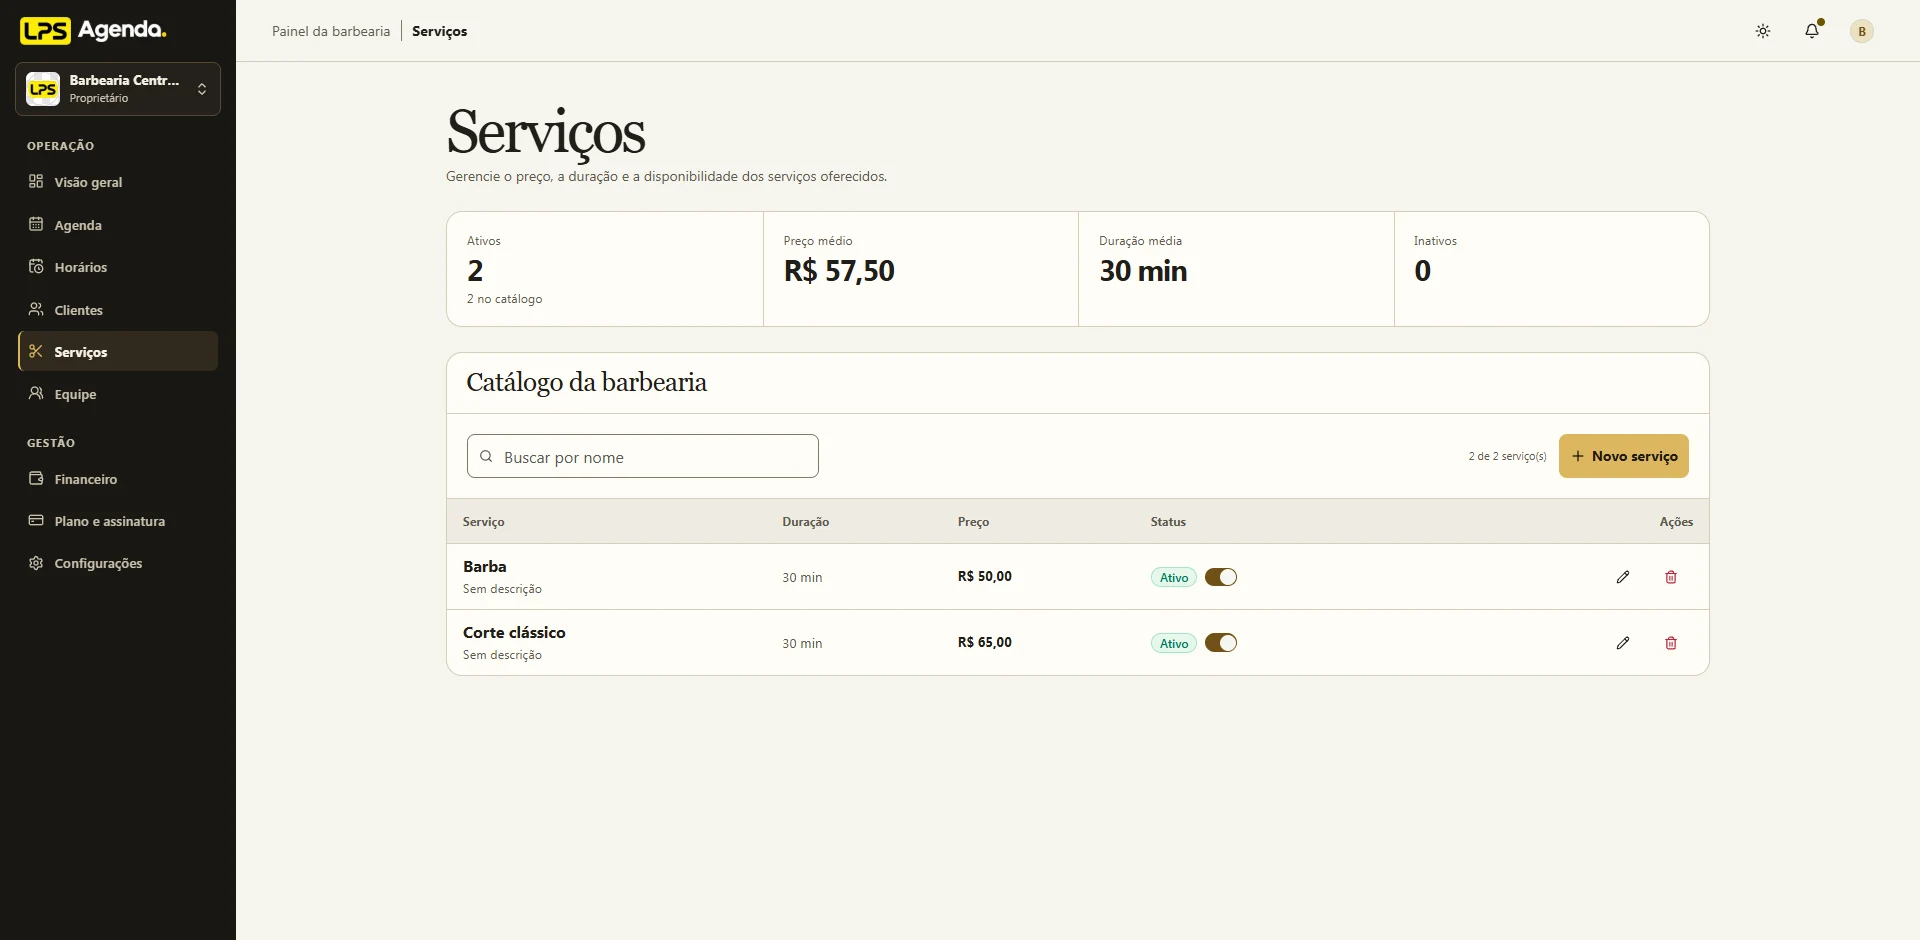 LPS Agenda.
LPS
Barbearia Centr...
Proprietário
OPERAÇÃO
Visão geral
Agenda
Horários
Clientes
Serviços
Equipe
GESTÃO
Financeiro
Plano e assinatura
Configurações
Painel da barbearia Serviços
B
Serviços
Gerencie o preço, a duração e a disponibilidade dos serviços oferecidos.
Ativos
2
2 no catálogo
Preço médio
R$ 57,50
Duração média
30 min
Inativos
0
Catálogo da barbearia
Buscar por nome
2 de 2 serviço(s)
Novo serviço
Serviço Duração Preço Status Ações
Barba
Sem descrição
30 min R$ 50,00 Ativo
Corte clássico
Sem descrição
30 min R$ 65,00 Ativo